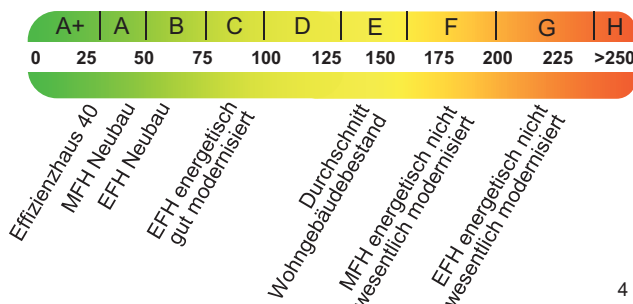 A+ A B C D E F G H
0 25 50 75 100 125 150 175 200 225 >250
Effizienzhaus 40
MFH Neubau
EFH Neubau
EFH energetisch
gut modernisiert
Durchschnitt
Wohngebäudebestand
MFH energetisch nicht
wesentlich modernisiert
EFH energetisch nicht
wesentlich modernisiert
4